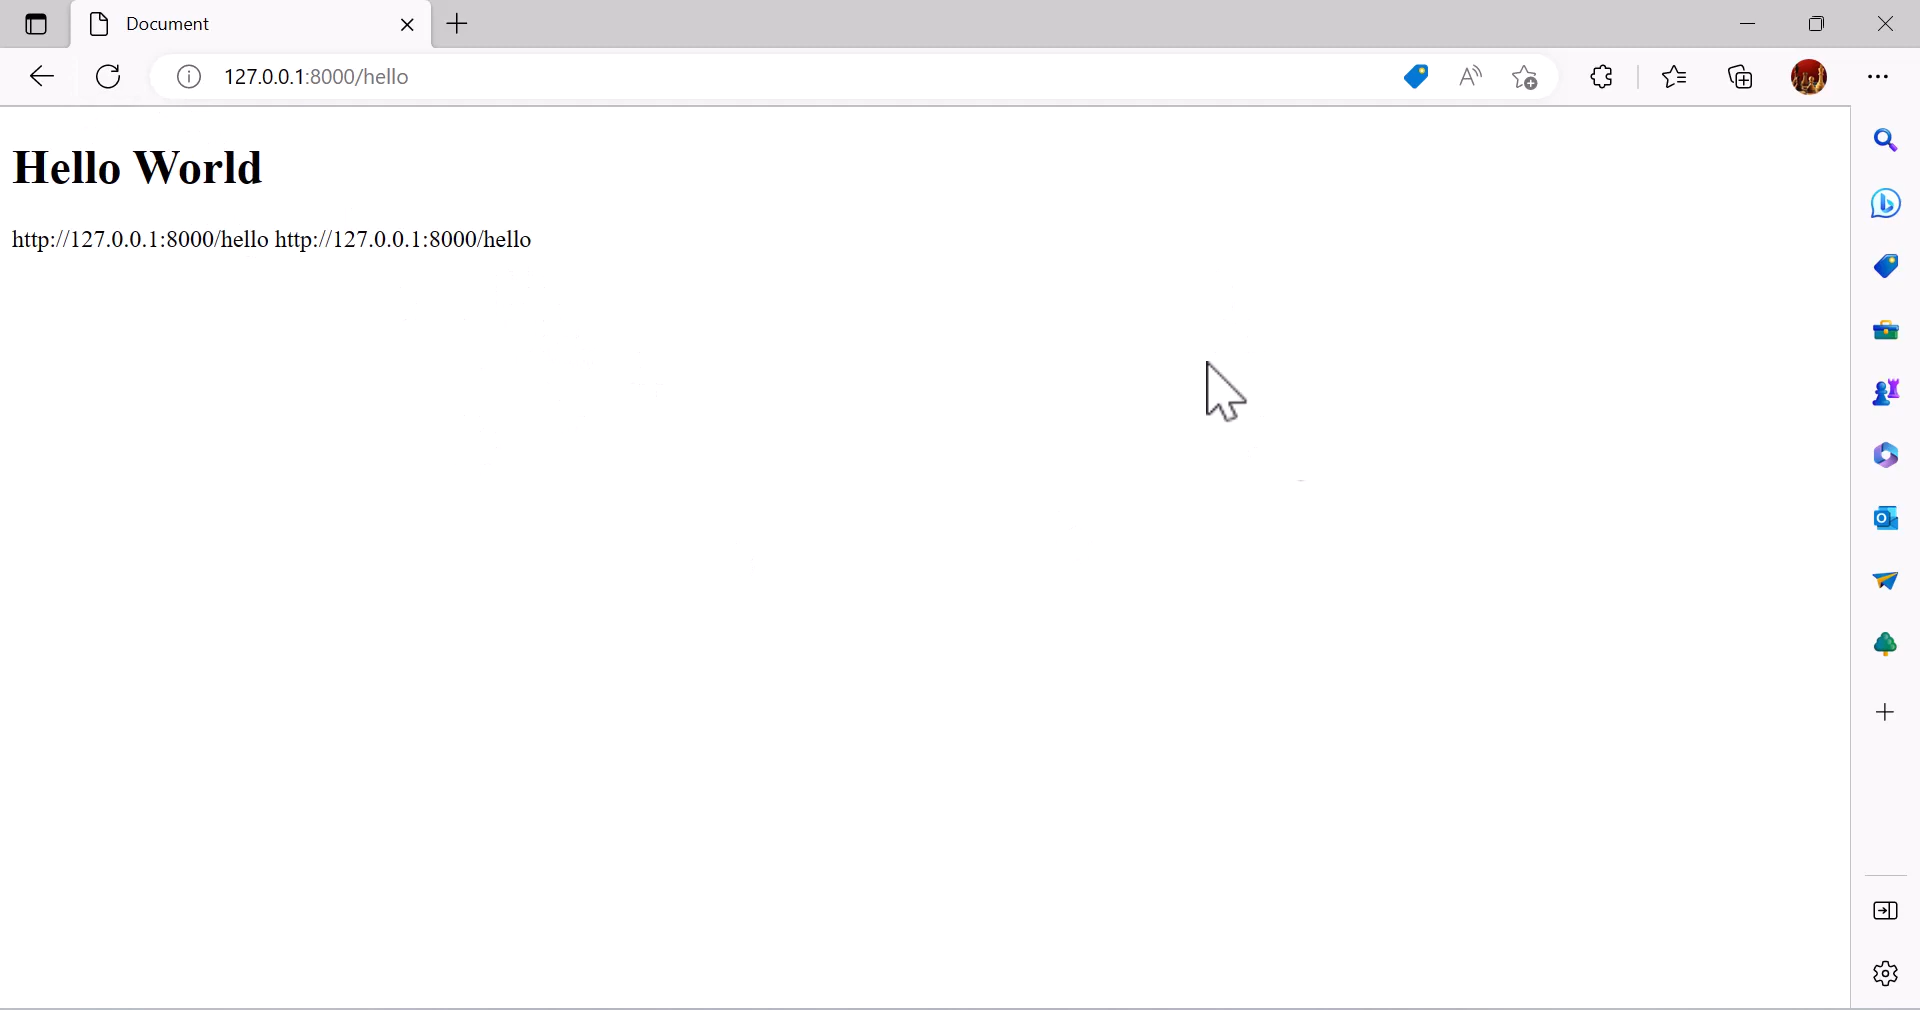 Document
127.0.0.1:8000/hello
Hello World
http://127.0.0.1:8000/hello http://127.0.0.1:8000/hello